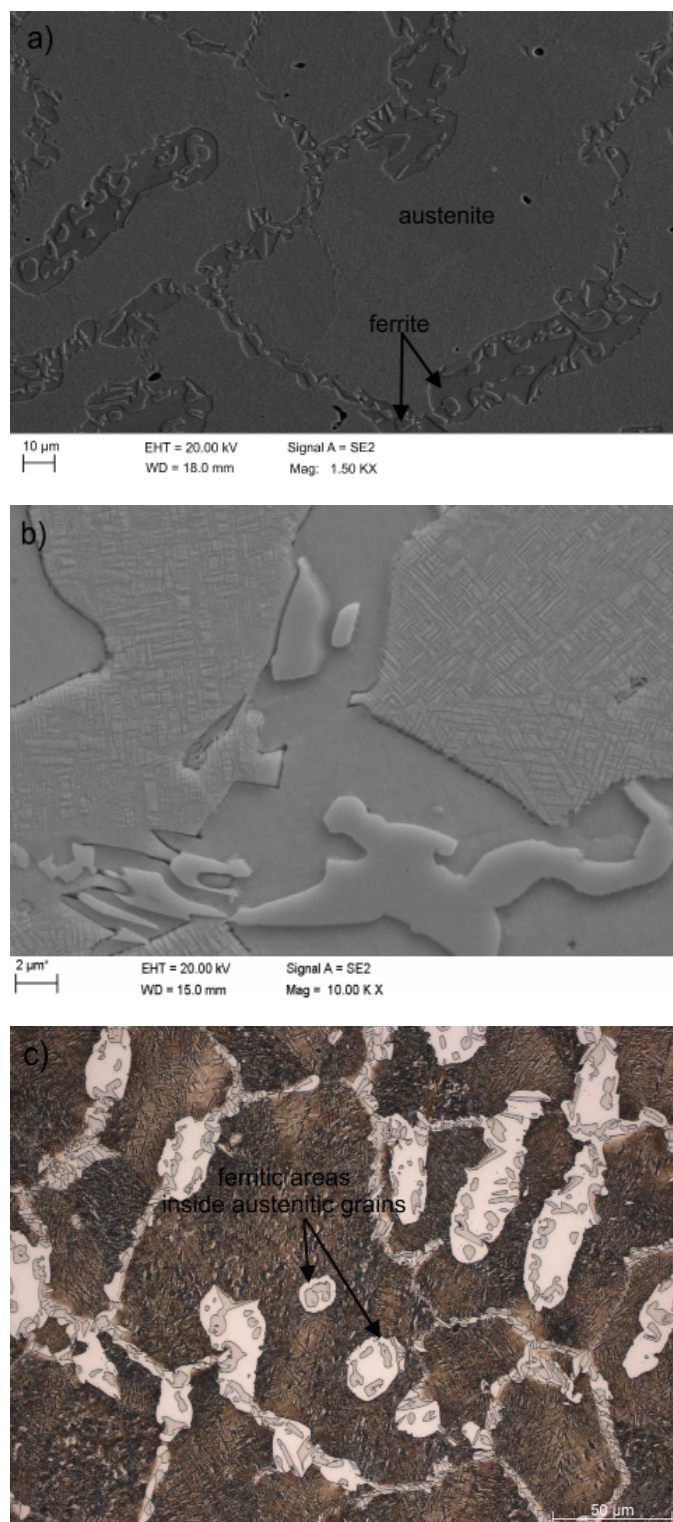 a)
austenite
ferrite
10 µm
EHT = 20.00 kV
Signal A = SE2
WD = 18.0 mm
Mag: 1.50 KX
b)
2 µm*
EHT = 20.00 kV
Signal A = SE2
WD = 15.0 mm
Mag = 10.00 K X
c)
ferritic areas
inside austenitic grains
50 µm